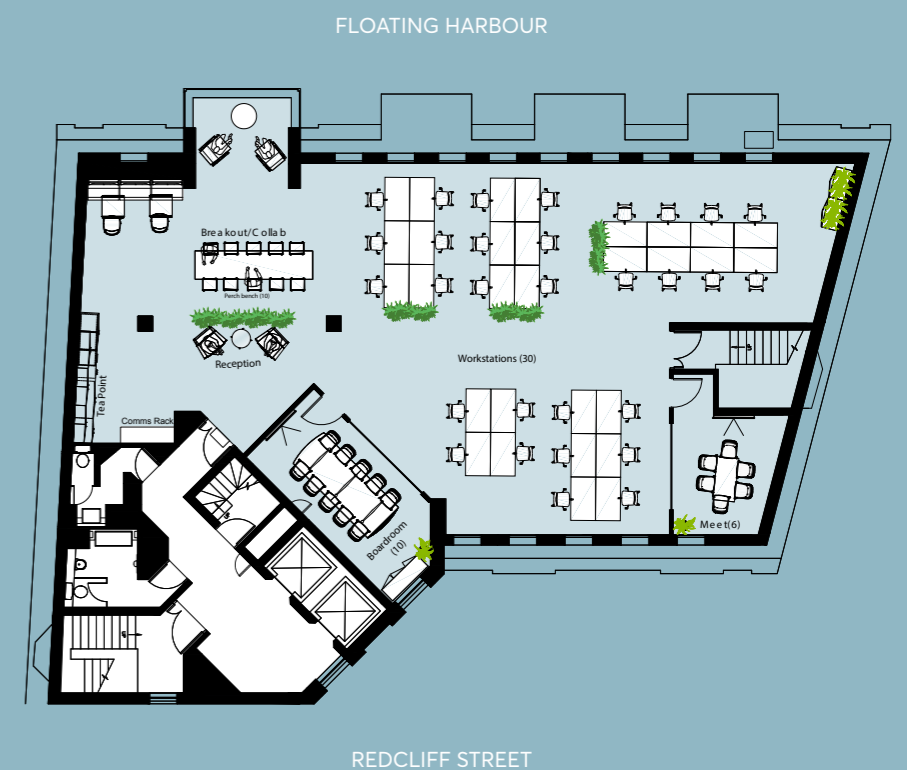 FLOATING HARBOUR
Breakout/Collab
Perch bench (10)
Reception
Workstations (30)
Tea Point
Comms Rack
Boardroom
(10)
Meet(6)
REDCLIFF STREET